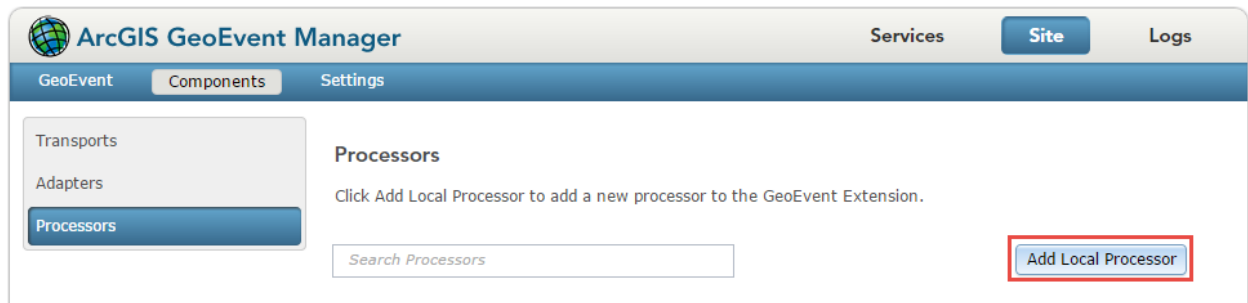 ArcGIS GeoEvent Manager
Services
Site
Logs
GeoEvent
Components
Settings
Transports
Adapters
Processors
Processors
Click Add Local Processor to add a new processor to the GeoEvent Extension.
Search Processors
Add Local Processor